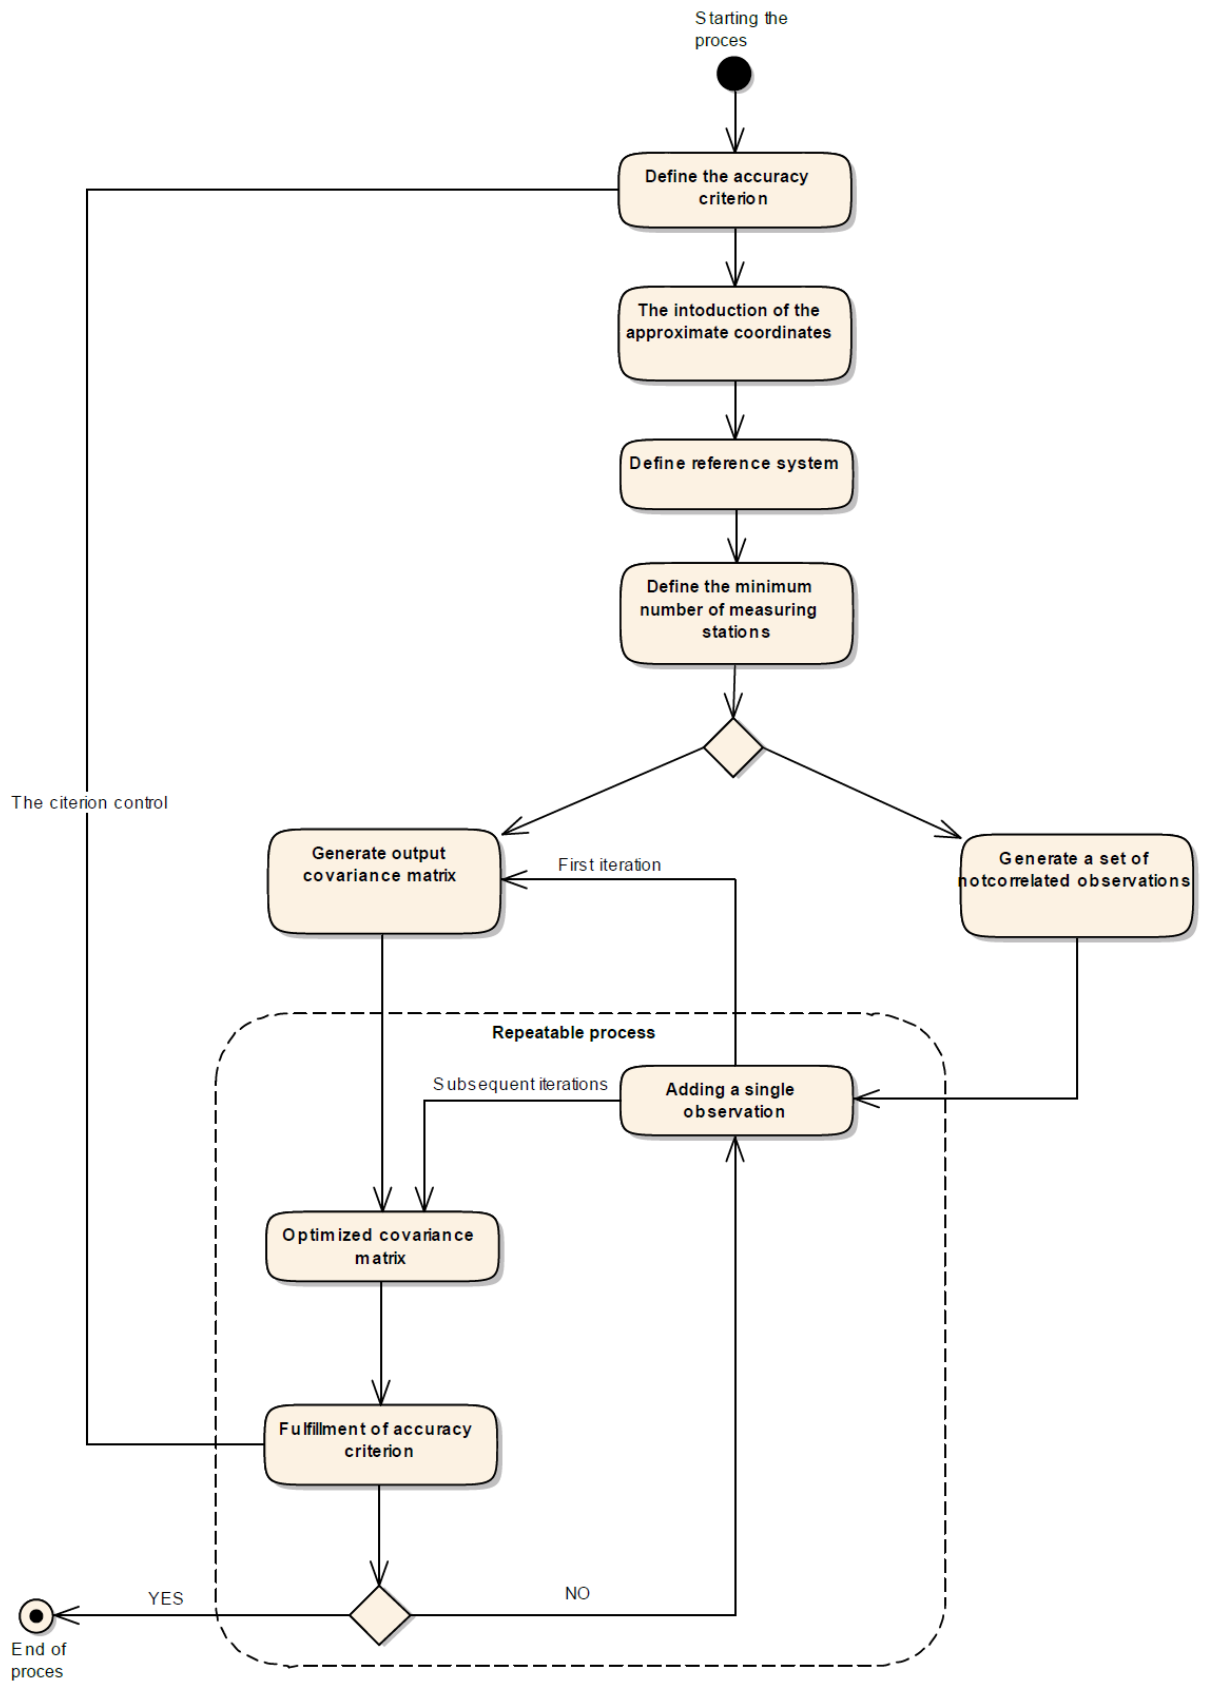 Starting the
proces
Define the accuracy
criterion
The intoduction of the
approximate coordinates
Define reference system
Define the minimum
number of measuring
stations
The citerion control
Generate output
covariance matrix
First iteration
Generate a set of
notcorrelated observations
Repeatable process
Subsequent iterations
Adding a single
observation
Optimized covariance
matrix
Fulfillment of accuracy
criterion
YES
NO
End of
proces